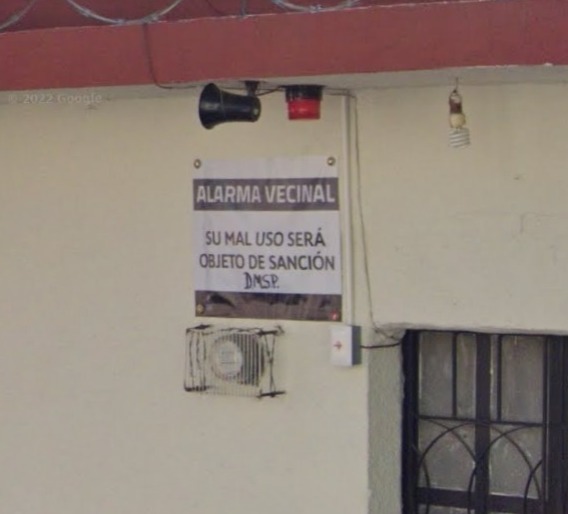 © 2022 Google
ALARMA VECINAL
SU MAL USO SERÁ
OBJETO DE SANCIÓN
DMSP.